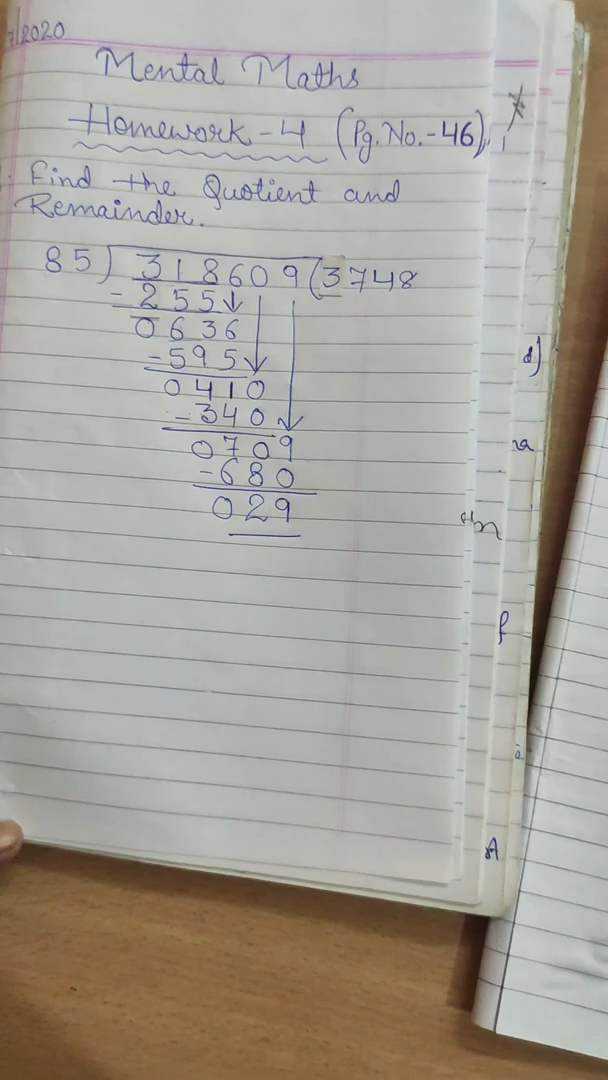 7/2020
Mental Maths
Homework-4 (Pg. No.-46)
Find the Quotient and
Remainder.
85) 318609 (3748
-255↓
0636
-595↓
0410
-340↓
0709
-680
029
d)
f
A